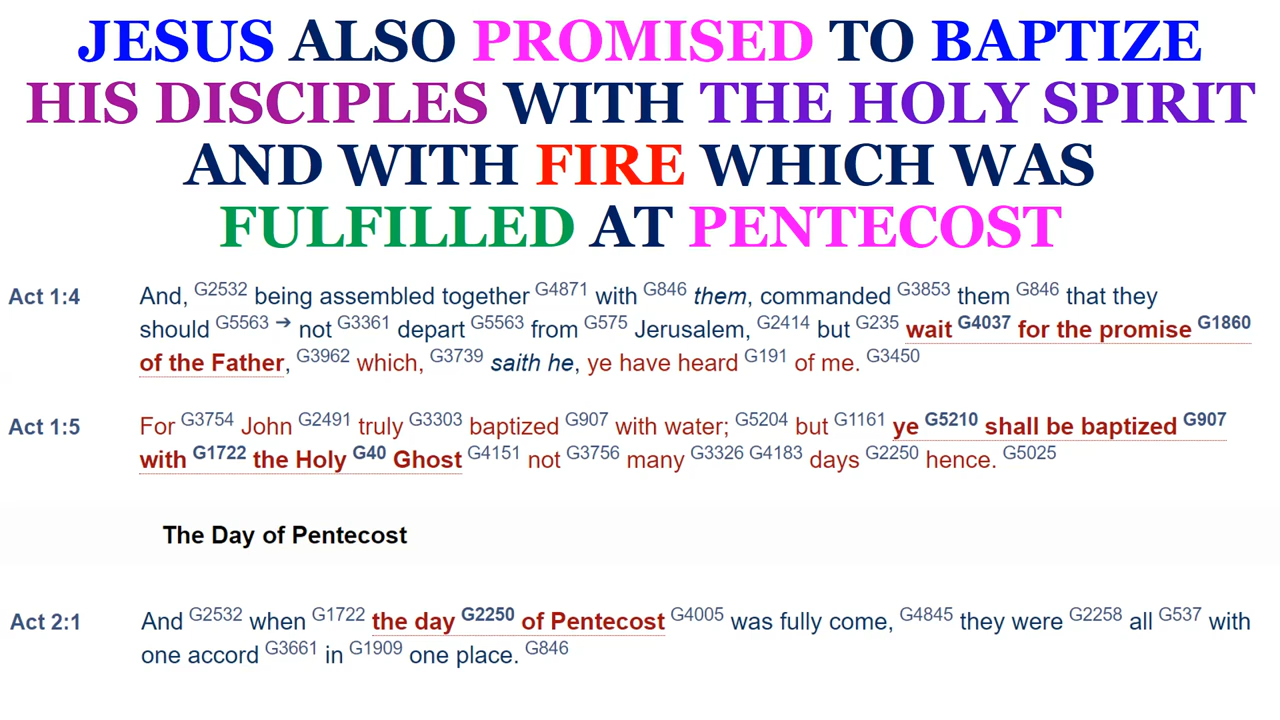 JESUS ALSO PROMISED TO BAPTIZE
HIS DISCIPLES WITH THE HOLY SPIRIT
AND WITH FIRE WHICH WAS
FULFILLED AT PENTECOST
Act 1:4 And, G2532 being assembled together G4871 with G846 them, commanded G3853 them G846 that they
should G5563 → not G3361 depart G5563 from G575 Jerusalem, G2414 but G235 wait G4037 for the promise G1860
of the Father, G3962 which, G3739 saith he, ye have heard G191 of me. G3450
Act 1:5 For G3754 John G2491 truly G3303 baptized G907 with water; G5204 but G1161 ye G5210 shall be baptized G907
with G1722 the Holy G40 Ghost G4151 not G3756 many G3326 G4183 days G2250 hence. G5025
The Day of Pentecost
Act 2:1 And G2532 when G1722 the day G2250 of Pentecost G4005 was fully come, G4845 they were G2258 all G537 with
one accord G3661 in G1909 one place. G846